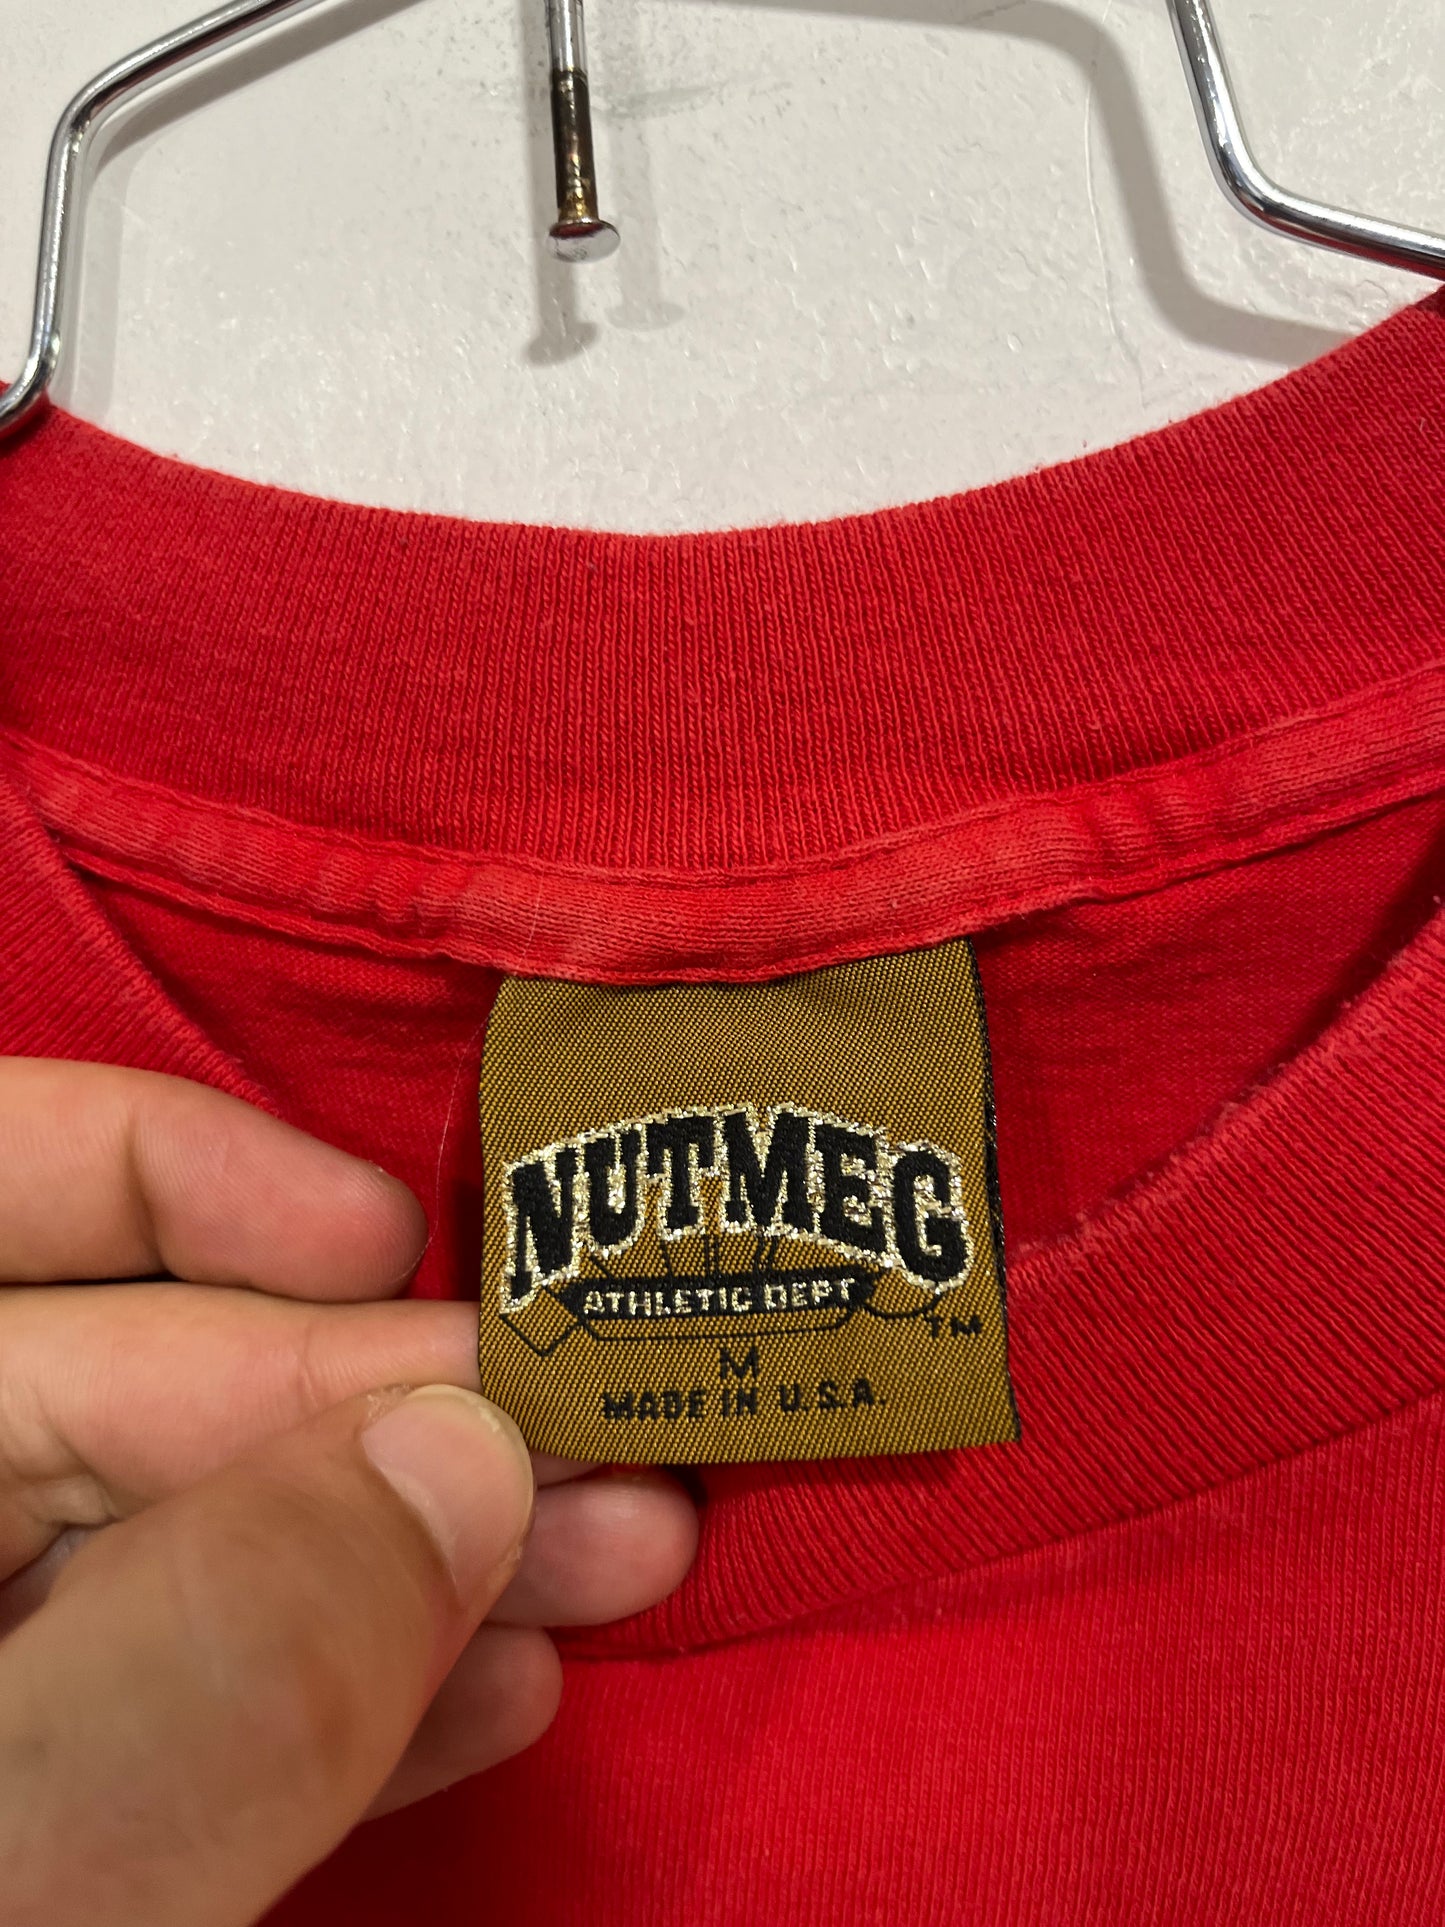 NUTMEG
ATHLETIC DEPT
TM
M
MADE IN U.S.A.